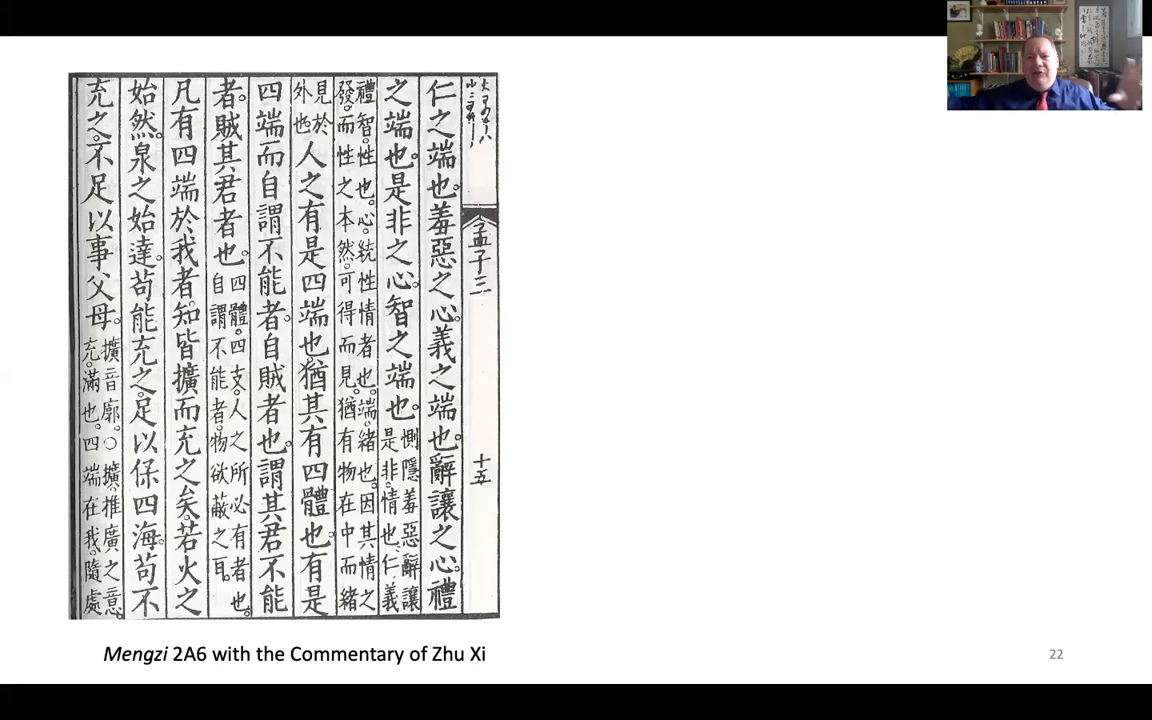 孟子三
十五
仁之端也。羞惡之心。義之端也。辭讓之心。禮
之端也。是非之心。智之端也。
惻隱羞惡辭讓
是非。情也。仁義
禮智。性也。心。統性情者也。端。緒也。因其情之
發。而性之本然。可得而見。猶有物在中而緒
見於
外也
人之有是四端也。猶其有四體也。有是
四端而自謂不能者。自賊者也。謂其君不能
者。賊其君者也。
四體。四支。人之所必有者也。
自謂不能者。物欲蔽之耳。
凡有四端於我者。知皆擴而充之矣。若火之
始然。泉之始達。苟能充之。足以保四海。苟不
充之。不足以事父母。
擴音廓。○擴。推廣之意。
充。滿也。四端在我。隨處
Mengzi 2A6 with the Commentary of Zhu Xi
22